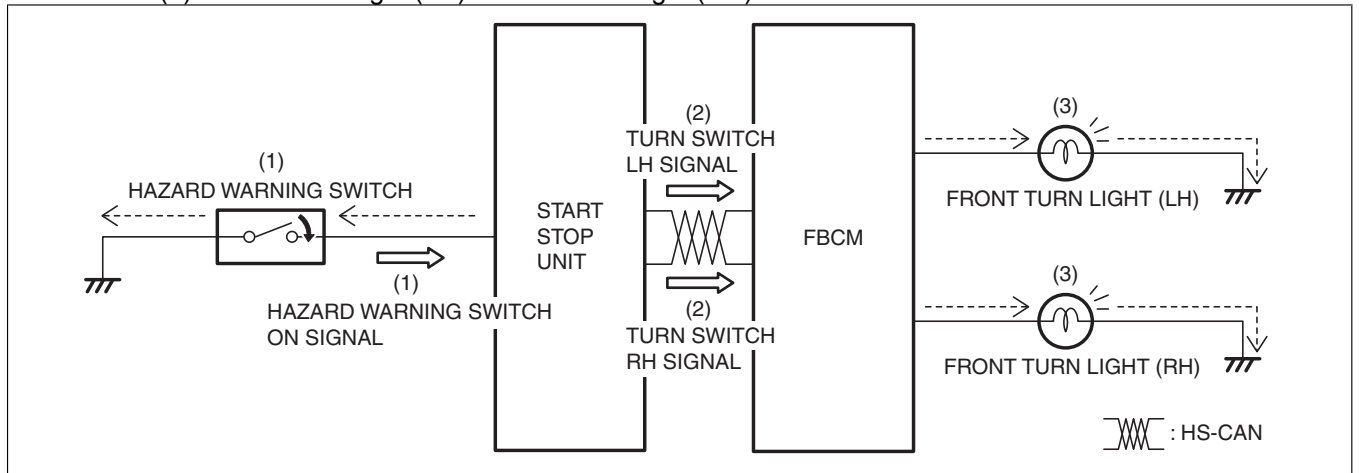 (1)
HAZARD WARNING SWITCH
(1)
HAZARD WARNING SWITCH
ON SIGNAL
START
STOP
UNIT
(2)
TURN SWITCH
LH SIGNAL
(2)
TURN SWITCH
RH SIGNAL
FBCM
(3)
FRONT TURN LIGHT (LH)
(3)
FRONT TURN LIGHT (RH)
: HS-CAN